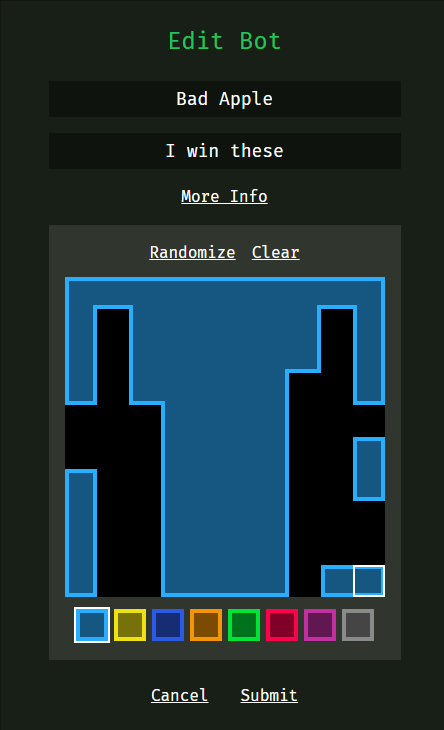 Edit Bot
Bad Apple
I win these
More Info
Randomize Clear
Cancel Submit